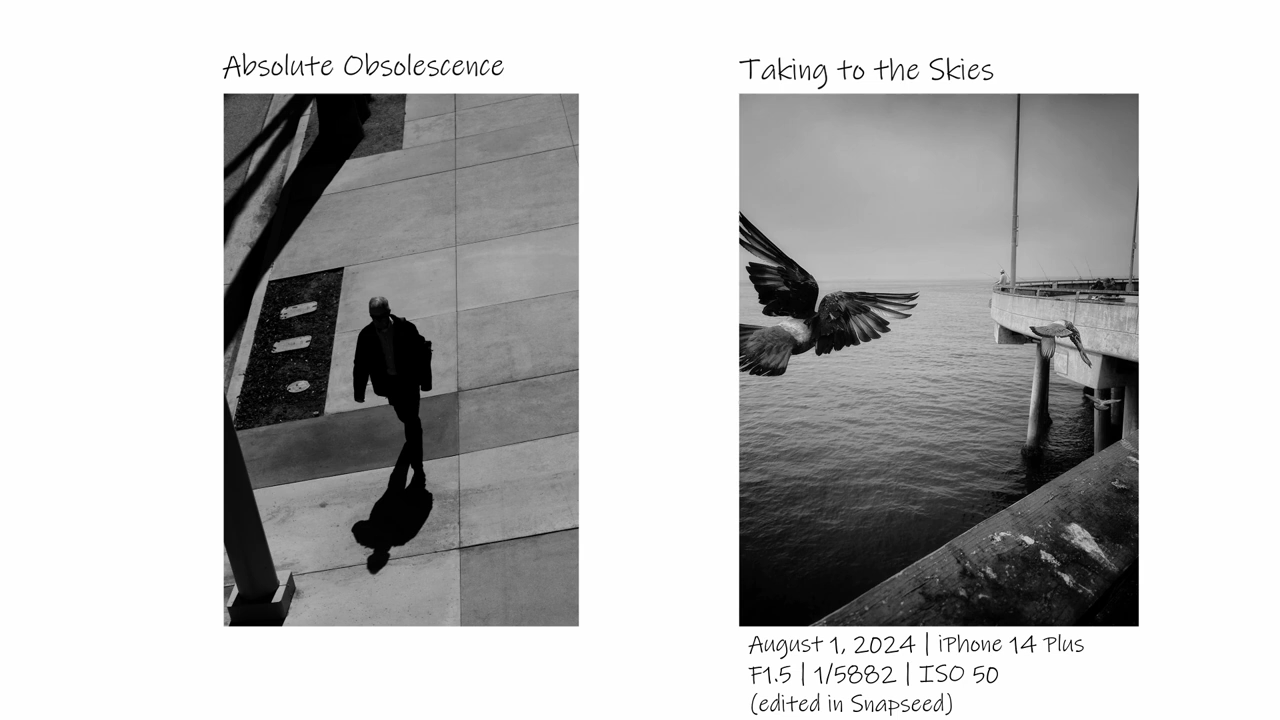 Absolute Obsolescence
Taking to the Skies
August 1, 2024 | iPhone 14 Plus
F1.5 | 1/5882 | ISO 50
(edited in Snapseed)